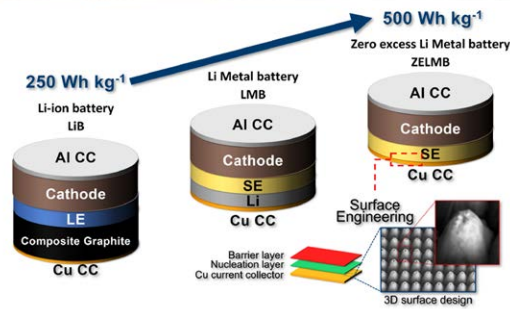 500 Wh kg⁻¹
Zero excess Li Metal battery
ZELMB
250 Wh kg⁻¹
Li-ion battery
LiB
Li Metal battery
LMB
Al CC
Cathode
LE
Composite Graphite
Cu CC
Al CC
Cathode
SE
Li
Cu CC
Al CC
Cathode
SE
Cu CC
Surface
Engineering
Barrier layer
Nucleation layer
Cu current collector
3D surface design